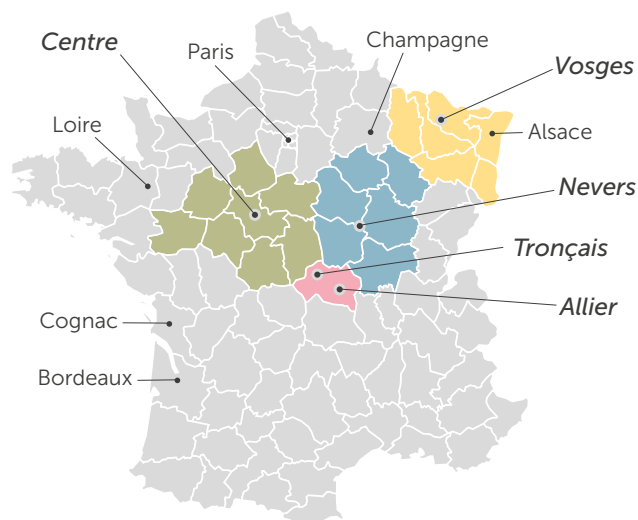 Centre
Paris
Champagne
Vosges
Loire
Alsace
Nevers
Tronçais
Allier
Cognac
Bordeaux